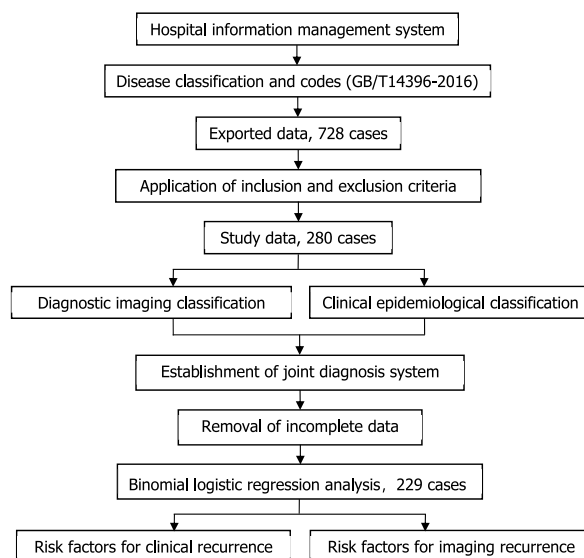 Hospital information management system
Disease classification and codes (GB/T14396-2016)
Exported data, 728 cases
Application of inclusion and exclusion criteria
Study data, 280 cases
Diagnostic imaging classification
Clinical epidemiological classification
Establishment of joint diagnosis system
Removal of incomplete data
Binomial logistic regression analysis, 229 cases
Risk factors for clinical recurrence
Risk factors for imaging recurrence